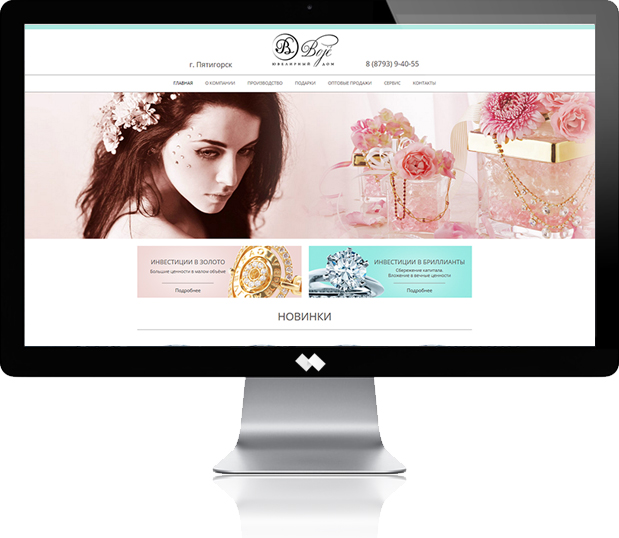 B. Bojé
ЮВЕЛИРНЫЙ ДОМ
г. Пятигорск
8 (8793) 9-40-55
ГЛАВНАЯ О КОМПАНИИ ПРОИЗВОДСТВО ПОДАРКИ ОПТОВЫЕ ПРОДАЖИ СЕРВИС КОНТАКТЫ
ИНВЕСТИЦИИ В ЗОЛОТО
Большие ценности в малом объёме
Подробнее
ИНВЕСТИЦИИ В БРИЛЛИАНТЫ
Сбережение капитала.
Вложение в вечные ценности
Подробнее
НОВИНКИ